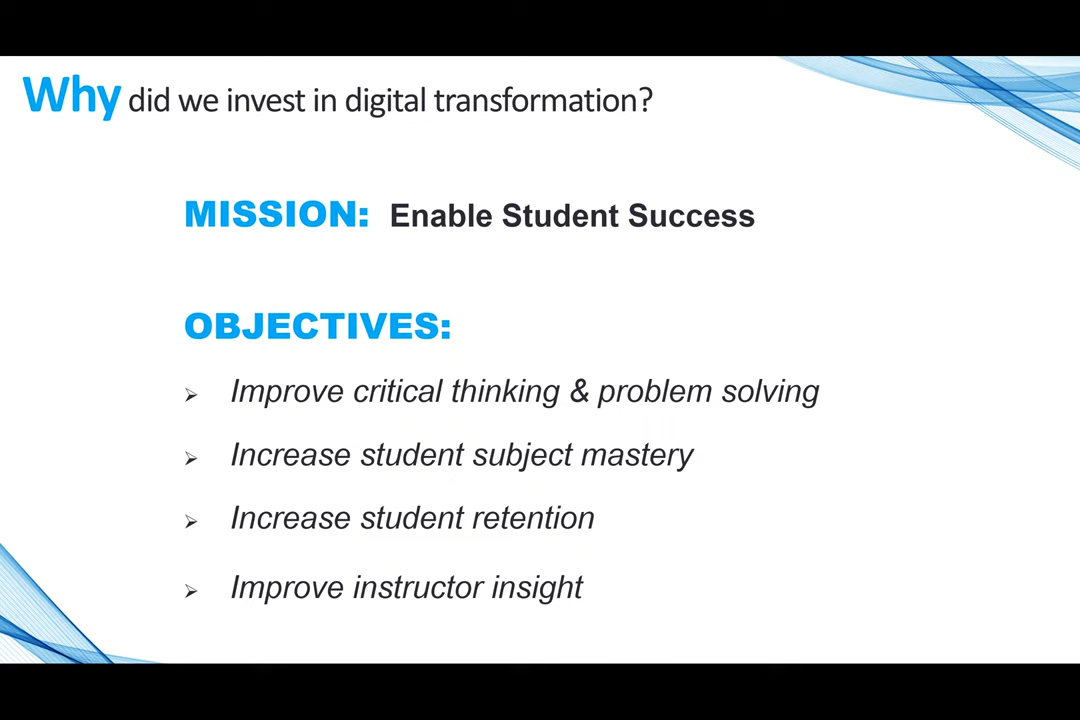 Why did we invest in digital transformation?
MISSION: Enable Student Success
OBJECTIVES:
➢ Improve critical thinking & problem solving
➢ Increase student subject mastery
➢ Increase student retention
➢ Improve instructor insight